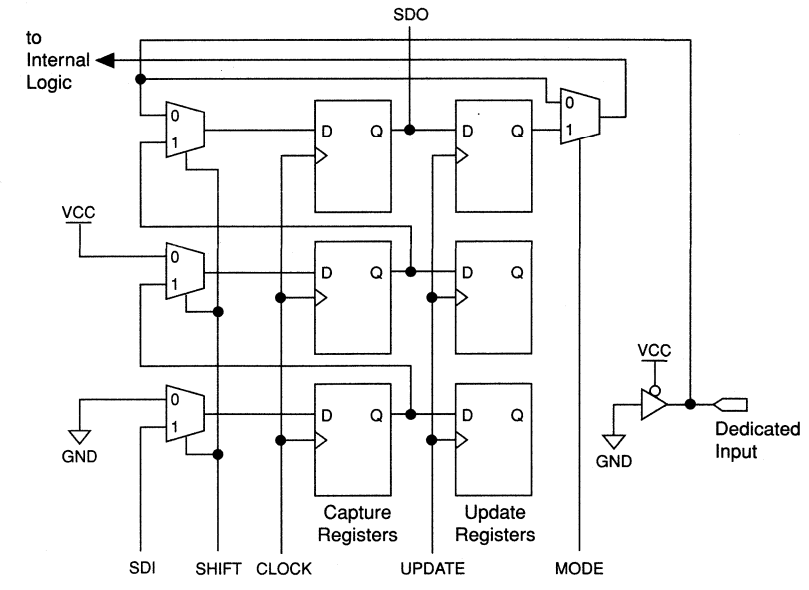 SDO
to
Internal
Logic
0
1
D Q
D Q
0
1
VCC
0
1
D Q
D Q
VCC
0
1
D Q
D Q
GND
GND
Dedicated
Input
Capture
Registers
Update
Registers
SDI SHIFT CLOCK UPDATE MODE